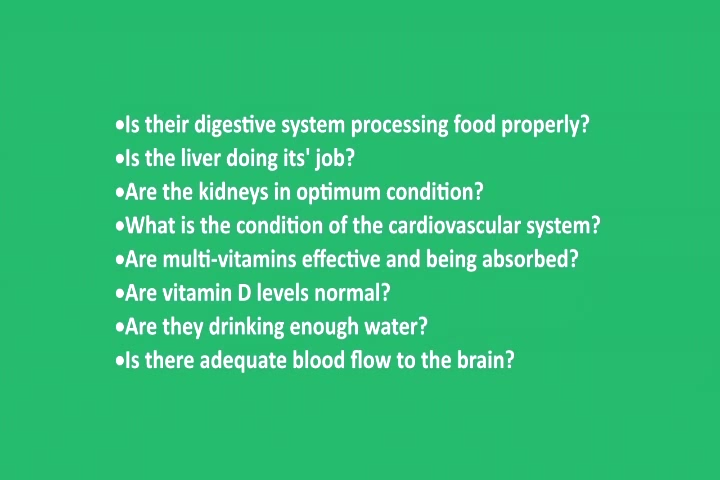 •Is their digestive system processing food properly?
•Is the liver doing its' job?
•Are the kidneys in optimum condition?
•What is the condition of the cardiovascular system?
•Are multi-vitamins effective and being absorbed?
•Are vitamin D levels normal?
•Are they drinking enough water?
•Is there adequate blood flow to the brain?